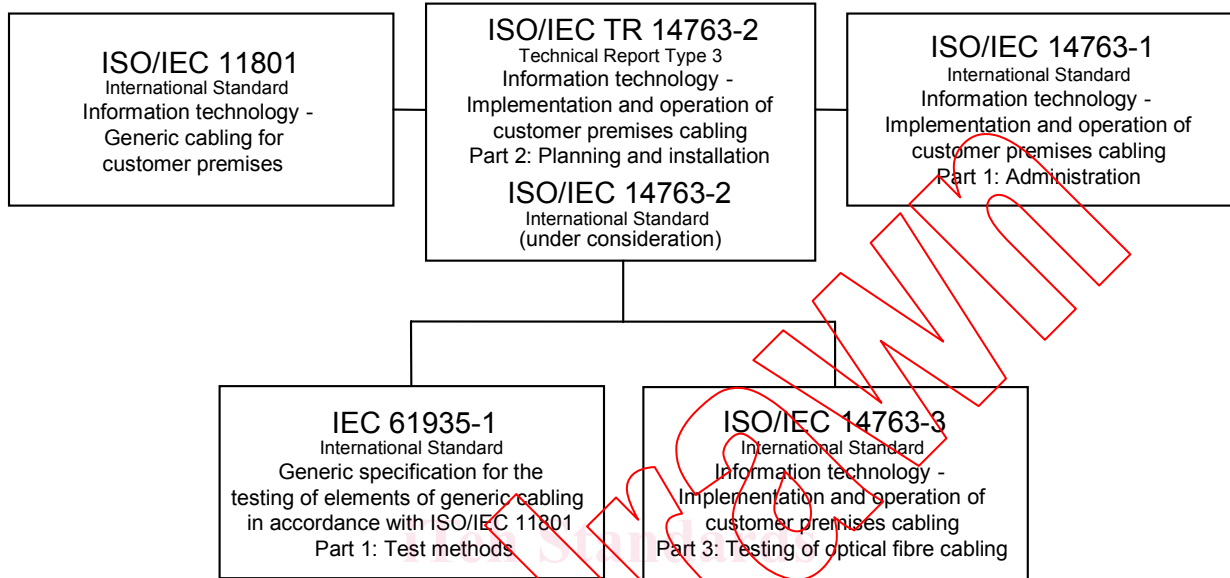 ISO/IEC 11801
International Standard
Information technology -
Generic cabling for
customer premises
ISO/IEC TR 14763-2
Technical Report Type 3
Information technology -
Implementation and operation of
customer premises cabling
Part 2: Planning and installation
ISO/IEC 14763-2
International Standard
(under consideration)
ISO/IEC 14763-1
International Standard
Information technology -
Implementation and operation of
customer premises cabling
Part 1: Administration
IEC 61935-1
International Standard
Generic specification for the
testing of elements of generic cabling
in accordance with ISO/IEC 11801
Part 1: Test methods
ISO/IEC 14763-3
International Standard
Information technology -
Implementation and operation of
customer premises cabling
Part 3: Testing of optical fibre cabling
iTeh Standards